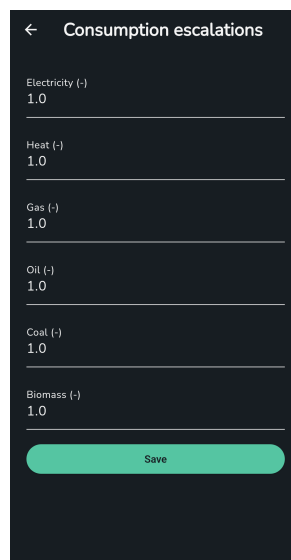 Consumption escalations
Electricity (-)
1.0
Heat (-)
1.0
Gas (-)
1.0
Oil (-)
1.0
Coal (-)
1.0
Biomass (-)
1.0
Save